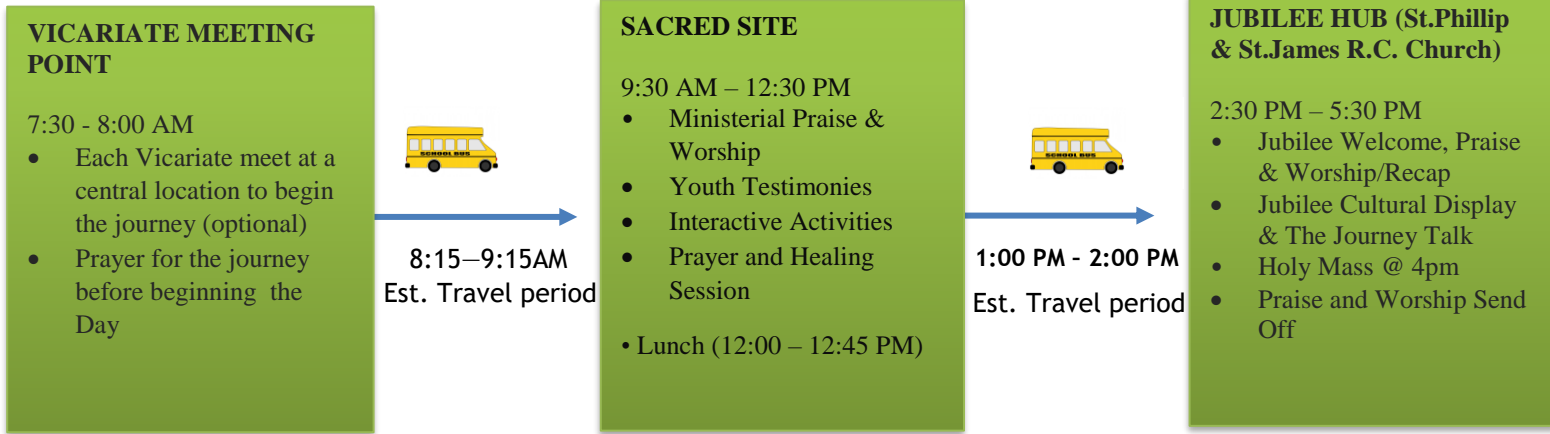 VICARIATE MEETING
POINT
7:30 - 8:00 AM
• Each Vicariate meet at a
central location to begin
the journey (optional)
• Prayer for the journey
before beginning the
Day
SCHOOL BUS
8:15—9:15AM
Est. Travel period
SACRED SITE
9:30 AM – 12:30 PM
• Ministerial Praise &
Worship
• Youth Testimonies
• Interactive Activities
• Prayer and Healing
Session
• Lunch (12:00 – 12:45 PM)
SCHOOL BUS
1:00 PM – 2:00 PM
Est. Travel period
JUBILEE HUB (St.Phillip
& St.James R.C. Church)
2:30 PM – 5:30 PM
• Jubilee Welcome, Praise
& Worship/Recap
• Jubilee Cultural Display
& The Journey Talk
• Holy Mass @ 4pm
• Praise and Worship Send
Off